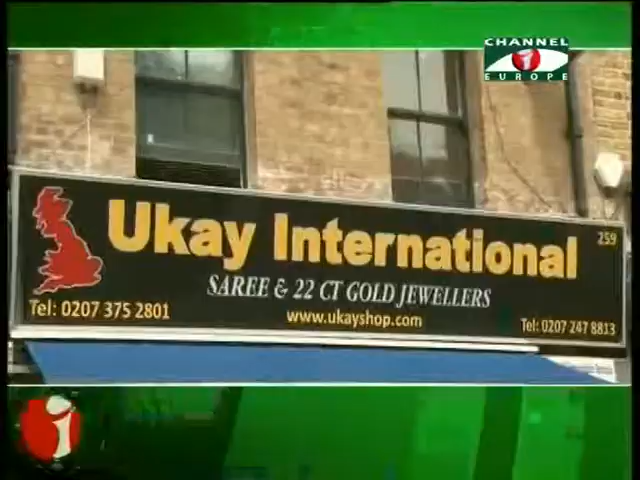 CHANNEL
i
EUROPE
Ukay International
259
SAREE & 22 CT GOLD JEWELLERS
Tel: 0207 375 2801
www.ukayshop.com
Tel: 0207 247 8813
i